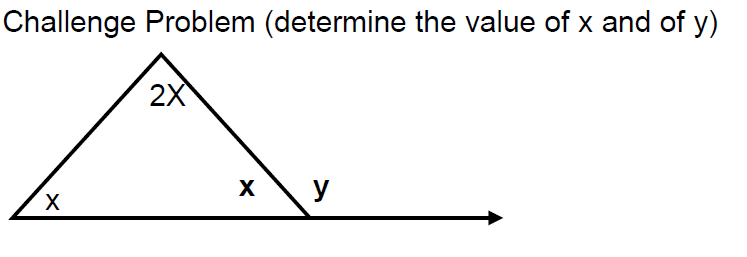 Challenge Problem (determine the value of x and of y)
2X
x
x
y